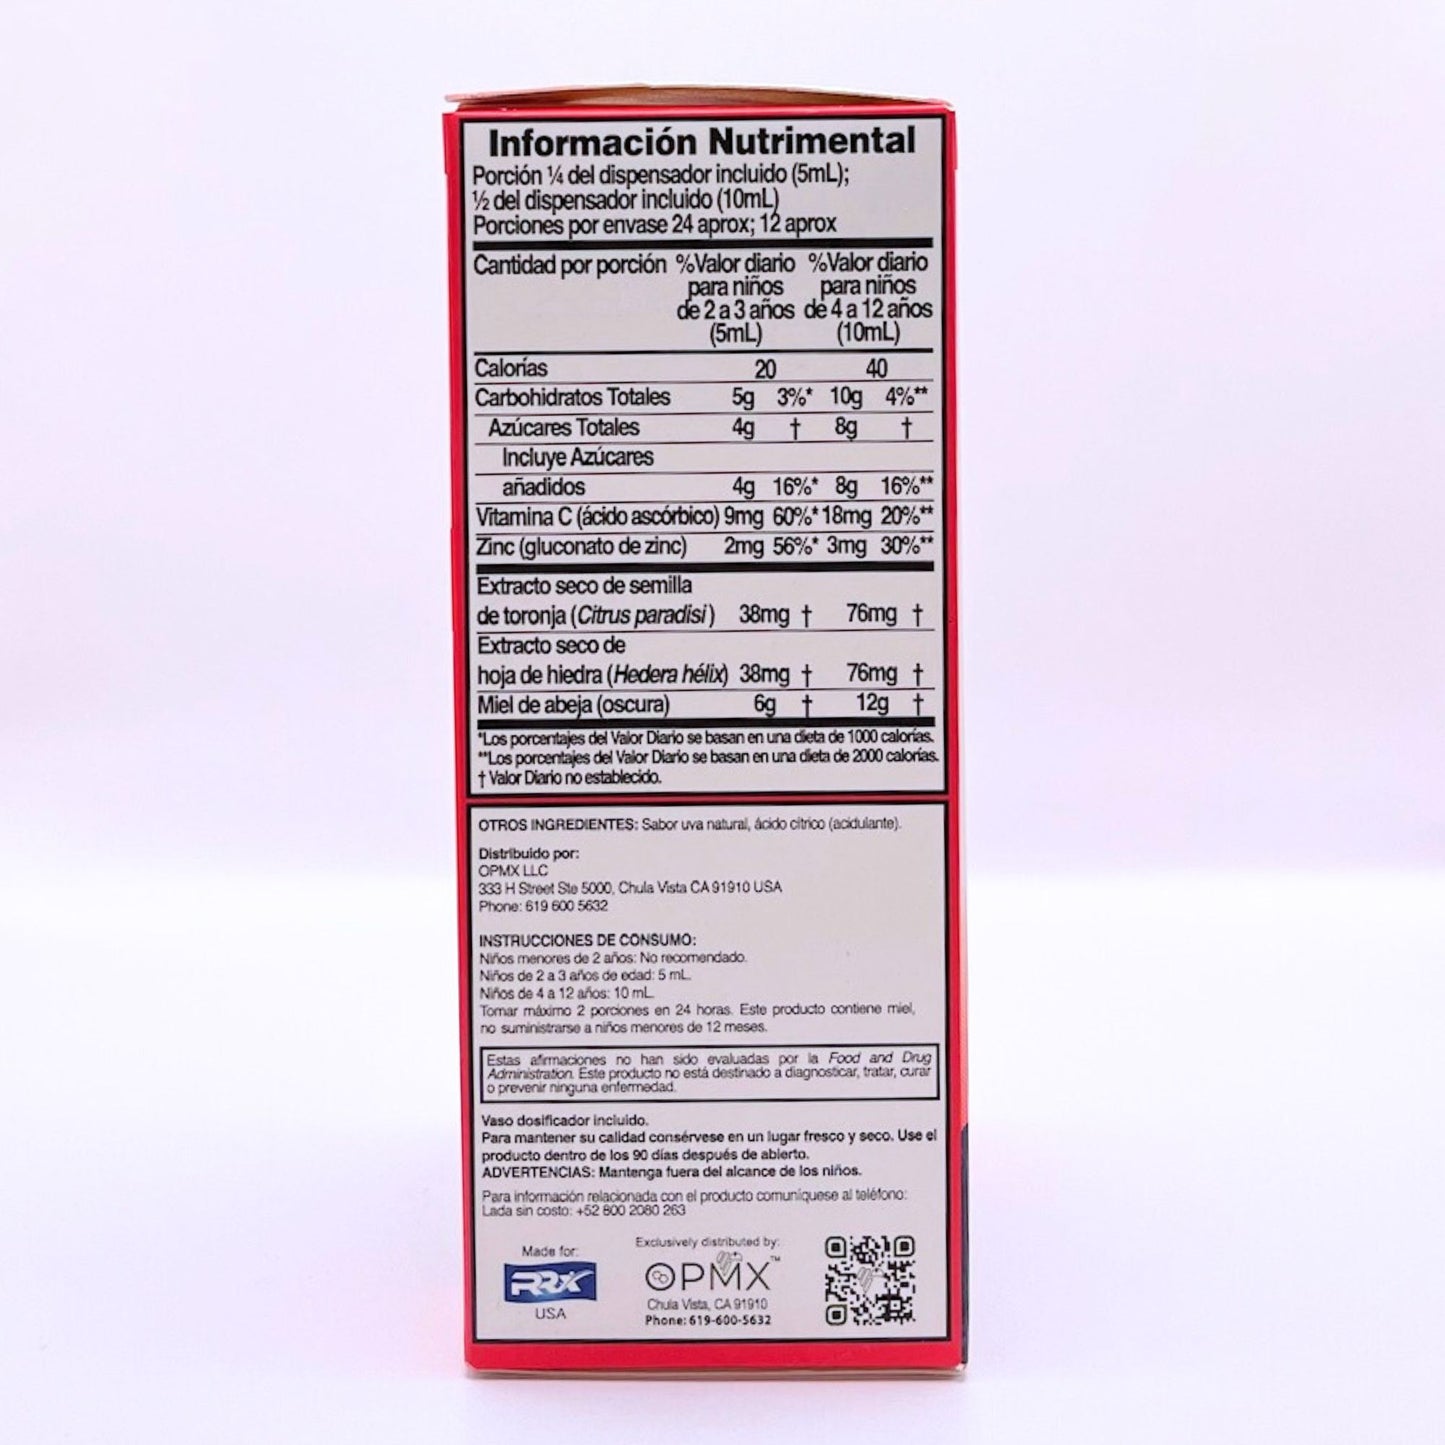 Información Nutrimental
Porción ¼ del dispensador incluido (5mL);
½ del dispensador incluido (10mL)
Porciones por envase 24 aprox; 12 aprox
Cantidad por porción %Valor diario %Valor diario
para niños para niños
de 2 a 3 años de 4 a 12 años
(5mL) (10mL)
Calorías 20 40
Carbohidratos Totales 5g 3%* 10g 4%**
Azúcares Totales 4g † 8g †
Incluye Azúcares
añadidos 4g 16%* 8g 16%**
Vitamina C (ácido ascórbico) 9mg 60%* 18mg 20%**
Zinc (gluconato de zinc) 2mg 56%* 3mg 30%**
Extracto seco de semilla
de toronja (Citrus paradisi) 38mg † 76mg †
Extracto seco de
hoja de hiedra (Hedera hélix) 38mg † 76mg †
Miel de abeja (oscura) 6g † 12g †
*Los porcentajes del Valor Diario se basan en una dieta de 1000 calorías.
**Los porcentajes del Valor Diario se basan en una dieta de 2000 calorías.
† Valor Diario no establecido.
OTROS INGREDIENTES: Sabor uva natural, ácido cítrico (acidulante).
Distribuido por:
OPMX LLC
333 H Street Ste 5000, Chula Vista CA 91910 USA
Phone: 619 600 5632
INSTRUCCIONES DE CONSUMO:
Niños menores de 2 años: No recomendado.
Niños de 2 a 3 años de edad: 5 mL.
Niños de 4 a 12 años: 10 mL.
Tomar máximo 2 porciones en 24 horas. Este producto contiene miel,
no suministrarse a niños menores de 12 meses.
Estas afirmaciones no han sido evaluadas por la Food and Drug
Administration. Este producto no está destinado a diagnosticar, tratar, curar
o prevenir ninguna enfermedad.
Vaso dosificador incluido.
Para mantener su calidad consérvese en un lugar fresco y seco. Use el
producto dentro de los 90 días después de abierto.
ADVERTENCIAS: Mantenga fuera del alcance de los niños.
Para información relacionada con el producto comuníquese al teléfono:
Lada sin costo: +52 800 2080 263
Made for:
RRX
USA
Exclusively distributed by:
OPMX™
Chula Vista, CA 91910
Phone: 619-600-5632